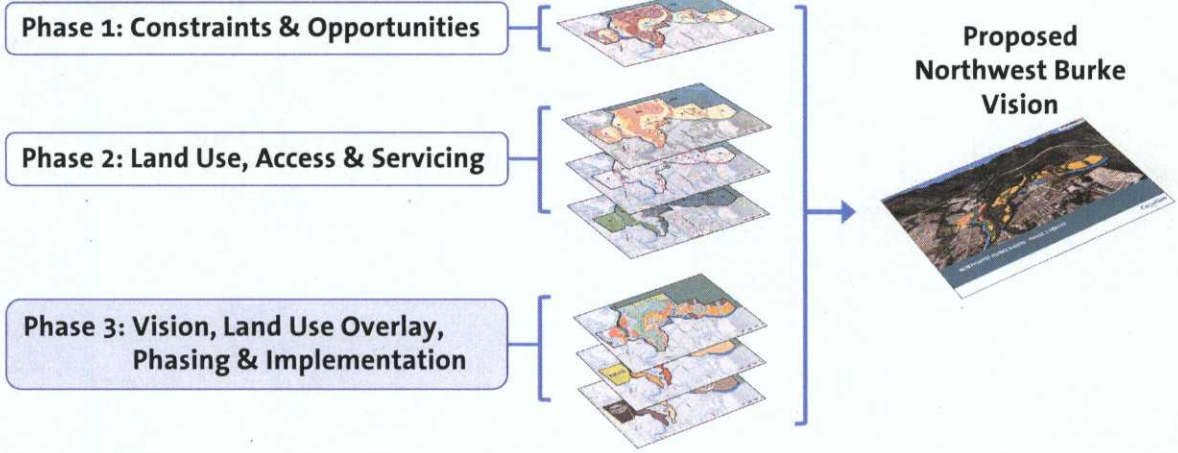 Phase 1: Constraints & Opportunities
Phase 2: Land Use, Access & Servicing
Phase 3: Vision, Land Use Overlay,
Phasing & Implementation
Proposed
Northwest Burke
Vision